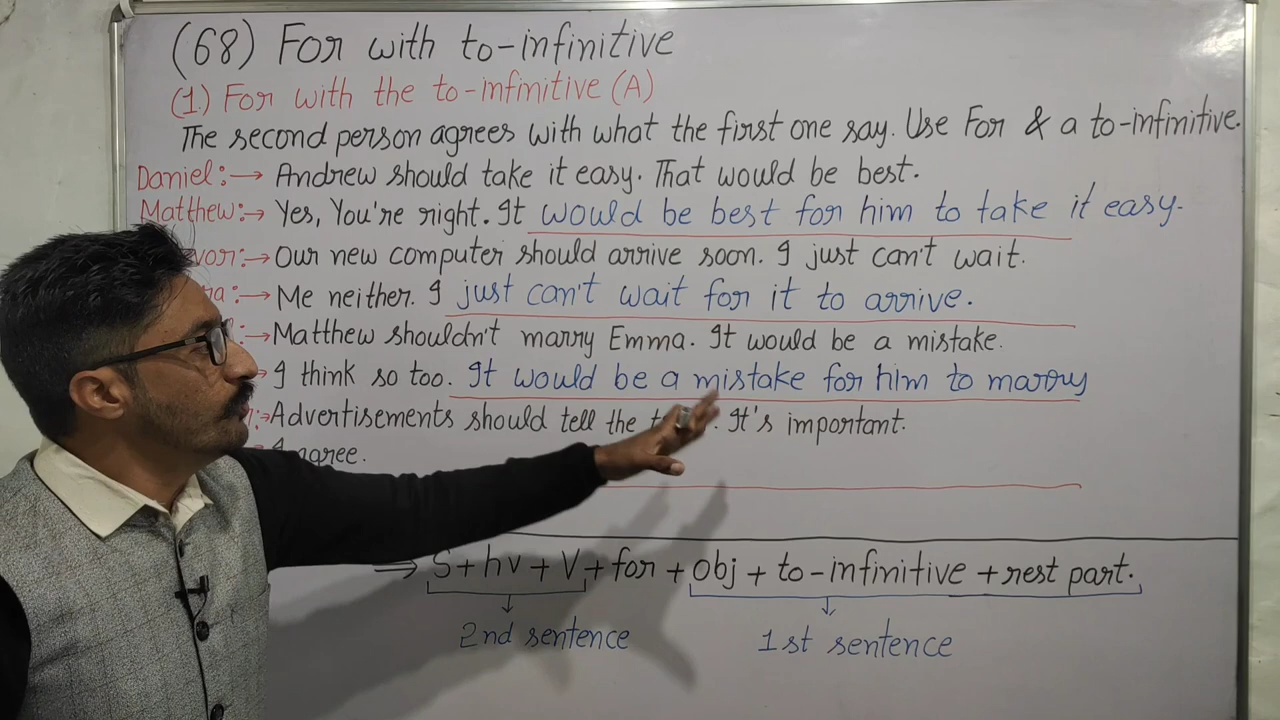 (68) For with to-infinitive
(1) For with the to-infinitive (A)
The second person agrees with what the first one say. Use For & a to-infinitive.
Daniel:→ Andrew should take it easy. That would be best.
Matthew:→ Yes, You're right. It would be best for him to take it easy.
vor:→ Our new computer should arrive soon. I just can't wait.
a:→ Me neither. I just can't wait for it to arrive.
:→ Matthew shouldn't marry Emma. It would be a mistake.
→ I think so too. It would be a mistake for him to marry
:→ Advertisements should tell the It's important.
agree.
⇒ S + hv + V + for + obj + to-infinitive + rest part.
2nd sentence 1st sentence